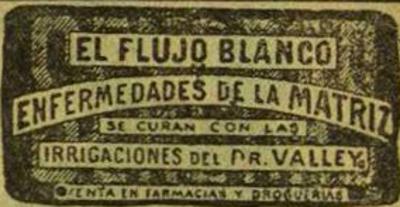 EL FLUJO BLANCO
ENFERMEDADES DE LA MATRIZ
SE CURAN CON LAS
IRRIGACIONES DEL DR. VALLEY
VENTA EN FARMACIAS Y DROGUERIAS